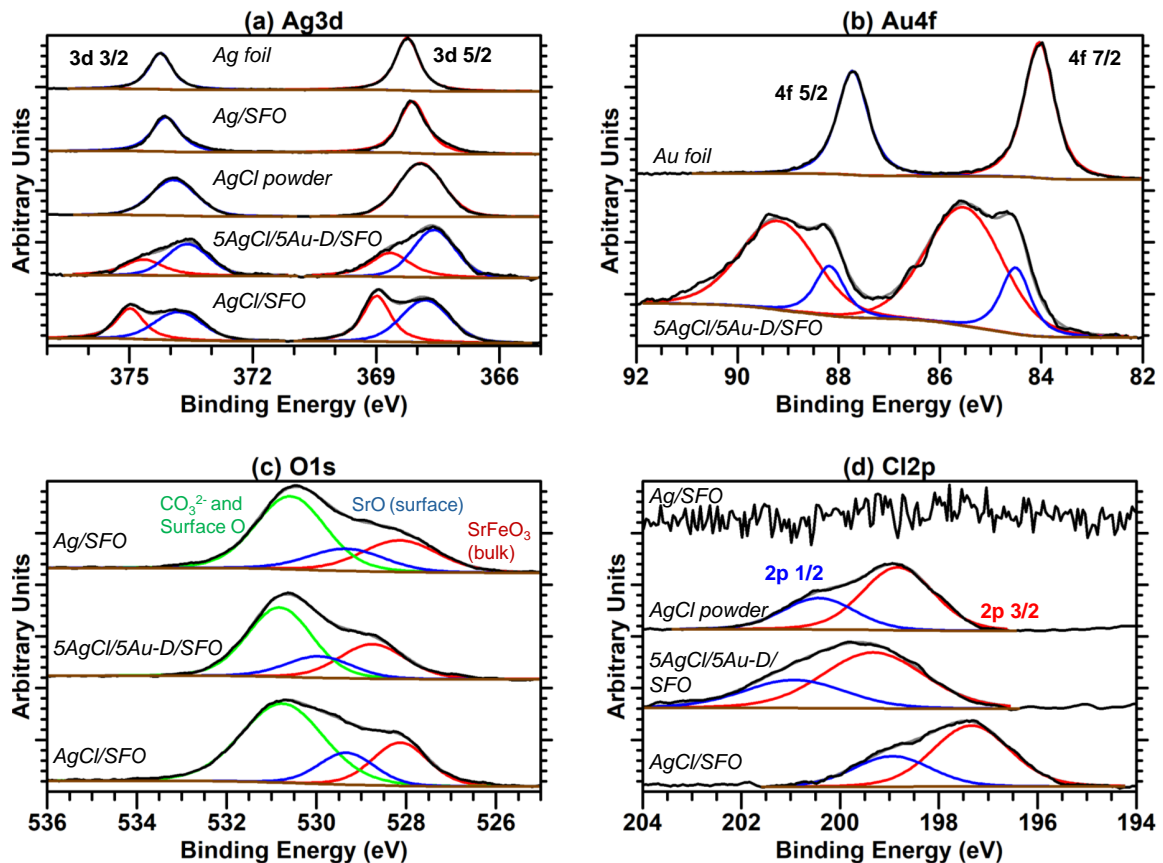 (a) Ag3d
3d 3/2
Ag foil
3d 5/2
Ag/SFO
AgCl powder
5AgCl/5Au-D/SFO
AgCl/SFO
Arbitrary Units
375 372 369 366
Binding Energy (eV)
(b) Au4f
4f 7/2
4f 5/2
Au foil
5AgCl/5Au-D/SFO
Arbitrary Units
92 90 88 86 84 82
Binding Energy (eV)
(c) O1s
CO₃²⁻ and
Surface O
SrO (surface)
SrFeO₃
(bulk)
Ag/SFO
5AgCl/5Au-D/SFO
AgCl/SFO
Arbitrary Units
536 534 532 530 528 526
Binding Energy (eV)
(d) Cl2p
Ag/SFO
2p 1/2
AgCl powder
2p 3/2
5AgCl/5Au-D/
SFO
AgCl/SFO
Arbitrary Units
204 202 200 198 196 194
Binding Energy (eV)